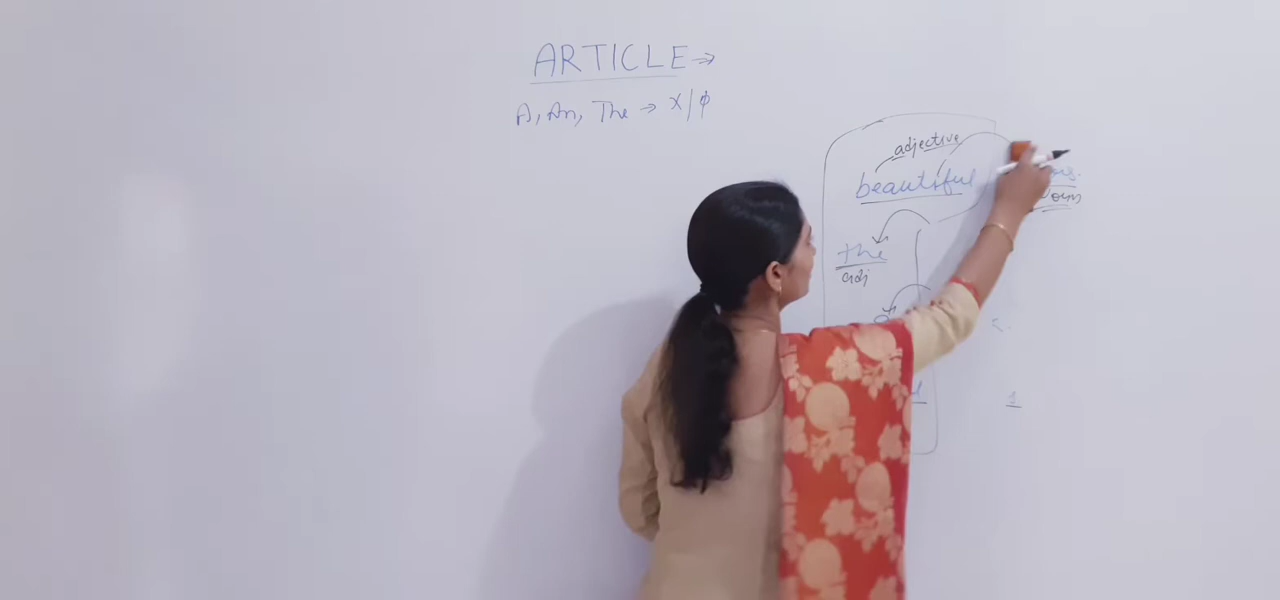 ARTICLE →
A, An, The → X/ϕ
adjective
beautiful
the
adj